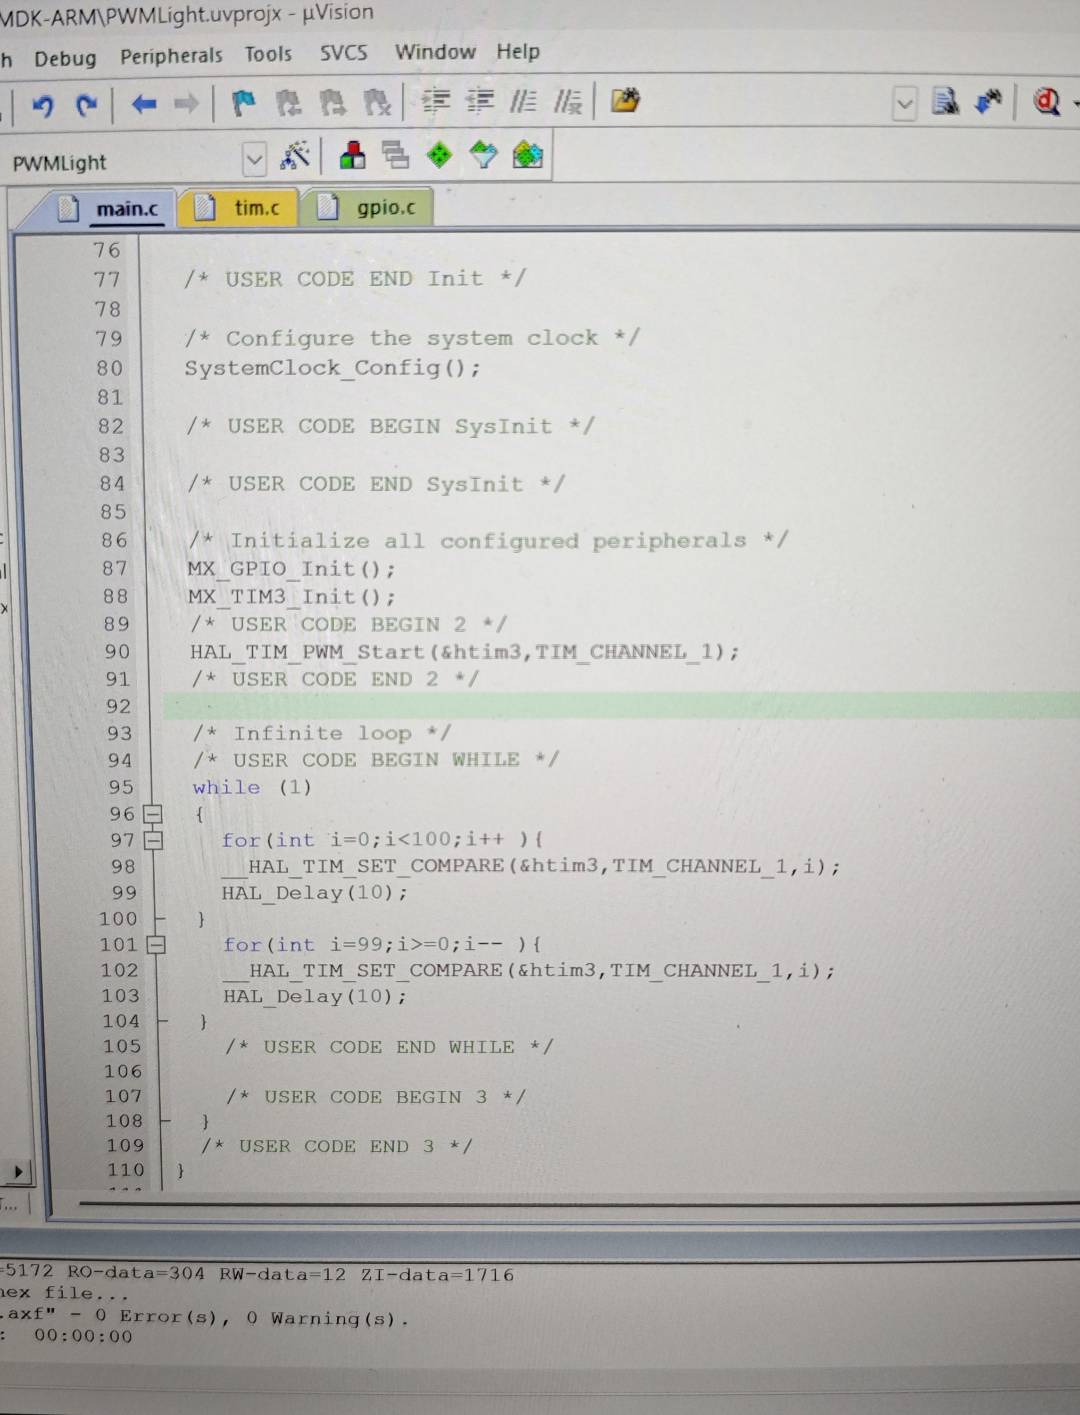 MDK-ARM\PWMLight.uvprojx - µVision
h Debug Peripherals Tools SVCS Window Help
PWMLight
main.c tim.c gpio.c
76
77 /* USER CODE END Init */
78
79 /* Configure the system clock */
80 SystemClock_Config();
81
82 /* USER CODE BEGIN SysInit */
83
84 /* USER CODE END SysInit */
85
86 /* Initialize all configured peripherals */
87 MX_GPIO_Init();
88 MX_TIM3_Init();
89 /* USER CODE BEGIN 2 */
90 HAL_TIM_PWM_Start(&htim3,TIM_CHANNEL_1);
91 /* USER CODE END 2 */
92
93 /* Infinite loop */
94 /* USER CODE BEGIN WHILE */
95 while (1)
96 {
97 for(int i=0;i<100;i++ ){
98 __HAL_TIM_SET_COMPARE(&htim3,TIM_CHANNEL_1,i);
99 HAL_Delay(10);
100 }
101 for(int i=99;i>=0;i-- ){
102 __HAL_TIM_SET_COMPARE(&htim3,TIM_CHANNEL_1,i);
103 HAL_Delay(10);
104 }
105 /* USER CODE END WHILE */
106
107 /* USER CODE BEGIN 3 */
108 }
109 /* USER CODE END 3 */
110 }
=5172 RO-data=304 RW-data=12 ZI-data=1716
hex file...
.axf" - 0 Error(s), 0 Warning(s).
: 00:00:00